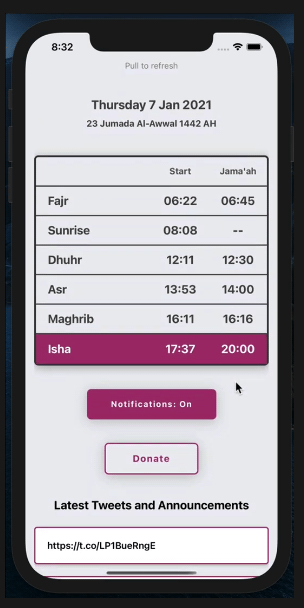 8:32
Pull to refresh
Thursday 7 Jan 2021
23 Jumada Al-Awwal 1442 AH
Start Jama'ah
Fajr 06:22 06:45
Sunrise 08:08 --
Dhuhr 12:11 12:30
Asr 13:53 14:00
Maghrib 16:11 16:16
Isha 17:37 20:00
Notifications: On
Donate
Latest Tweets and Announcements
https://t.co/LP1BueRngE